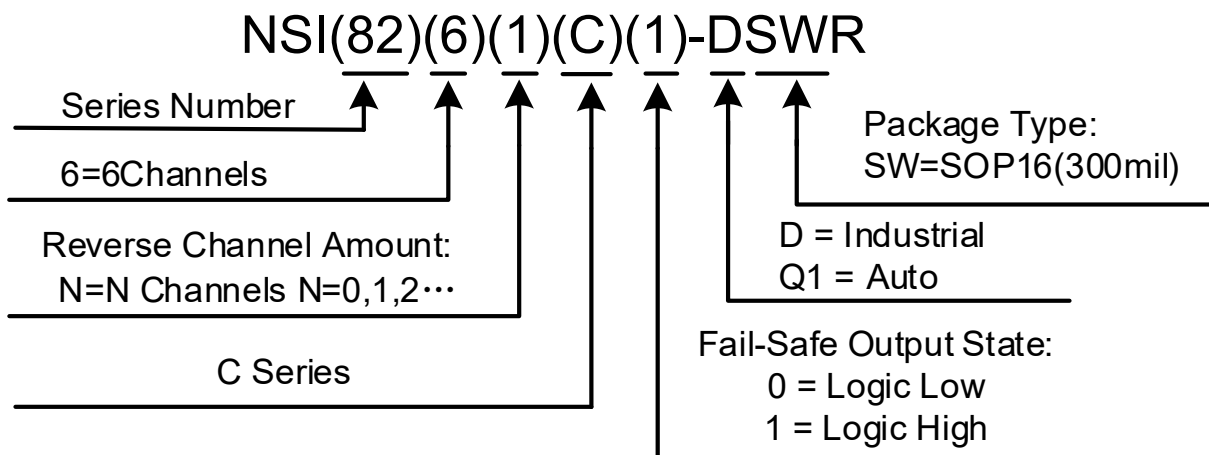 NSI(82)(6)(1)(C)(1)-DSWR
Series Number
6=6Channels
Reverse Channel Amount:
N=N Channels N=0,1,2⋯
C Series
Package Type:
SW=SOP16(300mil)
D = Industrial
Q1 = Auto
Fail-Safe Output State:
0 = Logic Low
1 = Logic High